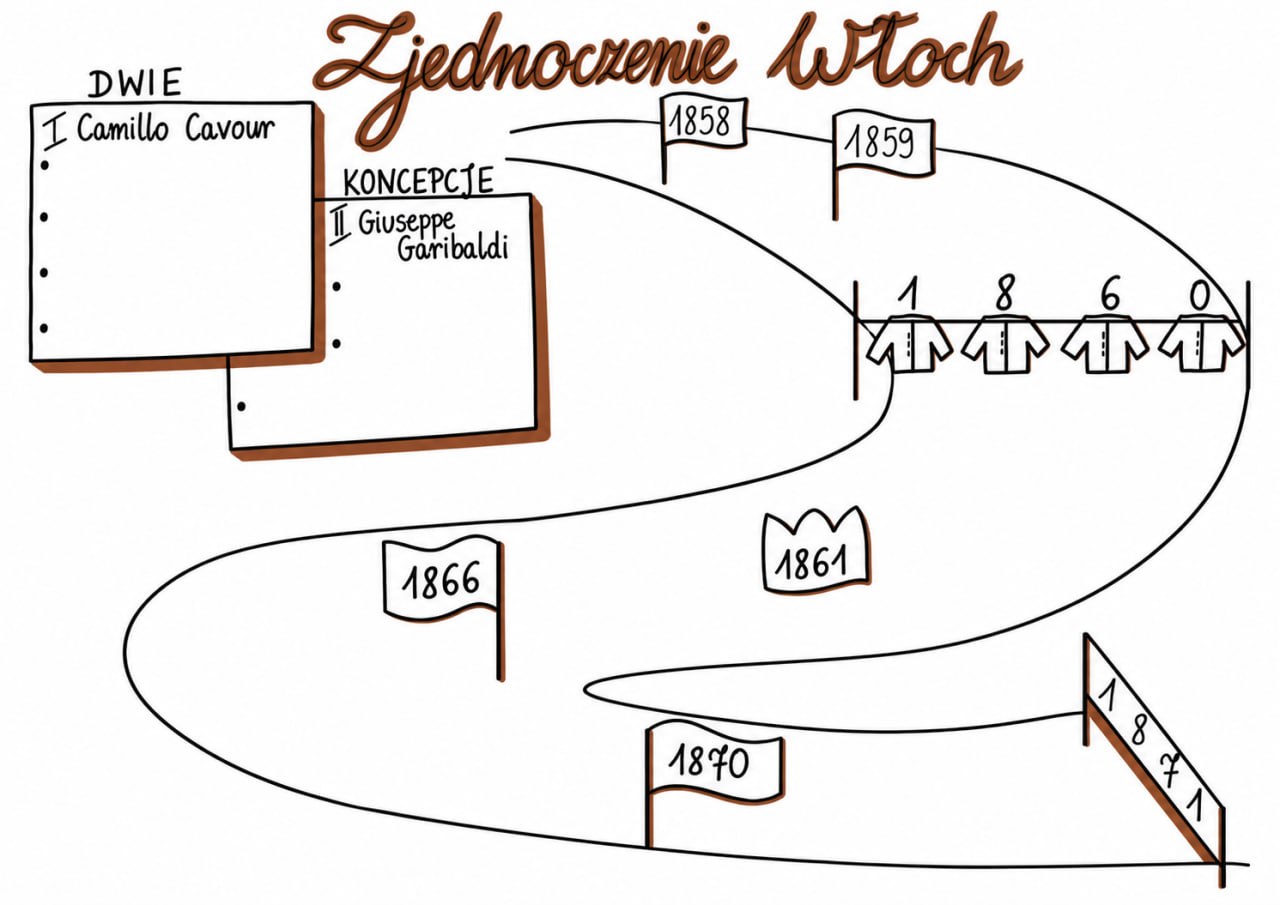 Zjednoczenie Włoch
DWIE
I Camillo Cavour
KONCEPCJE
II Giuseppe
Garibaldi
1858
1859
1 8 6 0
1861
1866
1870
1 8 7 1